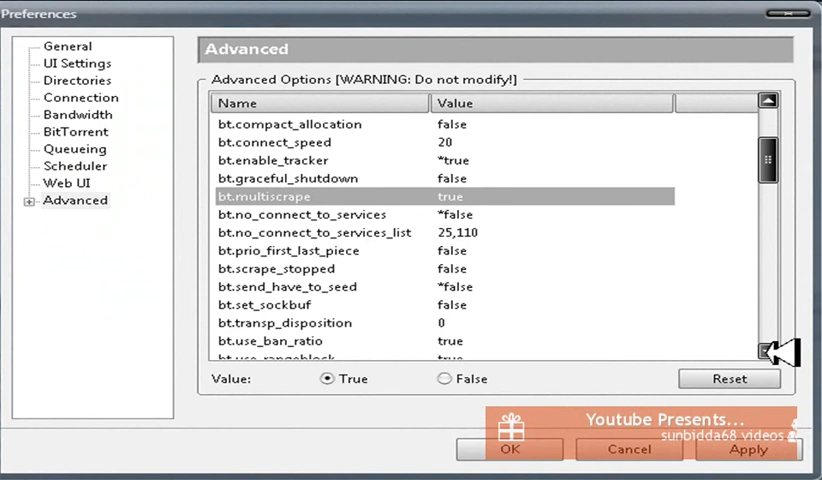 Preferences
General
UI Settings
Directories
Connection
Bandwidth
BitTorrent
Queueing
Scheduler
Web UI
Advanced
Advanced
Advanced Options [WARNING: Do not modify!]
Name Value
bt.compact_allocation false
bt.connect_speed 20
bt.enable_tracker *true
bt.graceful_shutdown false
bt.multiscrape true
bt.no_connect_to_services *false
bt.no_connect_to_services_list 25,110
bt.prio_first_last_piece false
bt.scrape_stopped false
bt.send_have_to_seed *false
bt.set_sockbuf false
bt.transp_disposition 0
bt.use_ban_ratio true
bt.use_rangeblock true
Value: True False Reset
Youtube Presents...
sunbidda68 videos
OK Cancel Apply